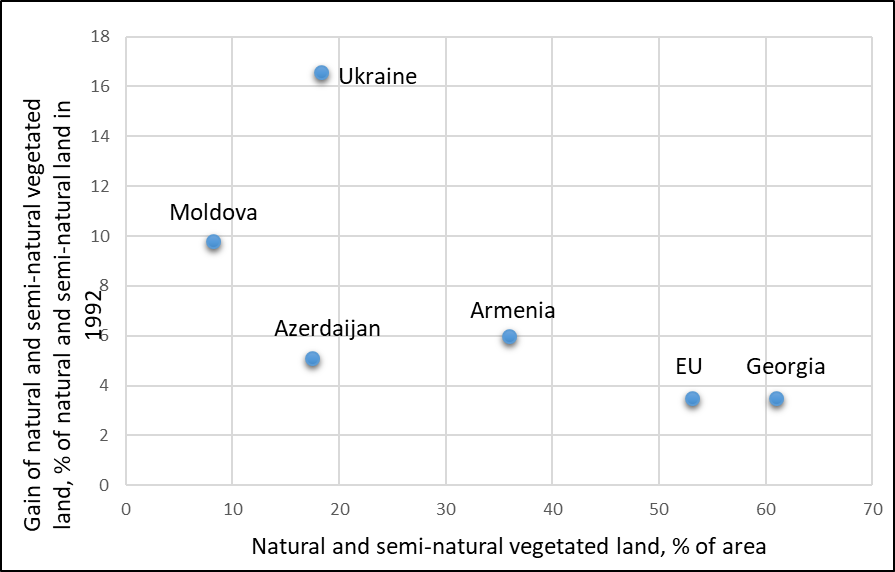 Gain of natural and semi-natural vegetated
land, % of natural and semi-natural land in
1992
18
16
14
12
10
8
6
4
2
0
Ukraine
Moldova
Azerdaijan
Armenia
EU
Georgia
0 10 20 30 40 50 60 70
Natural and semi-natural vegetated land, % of area